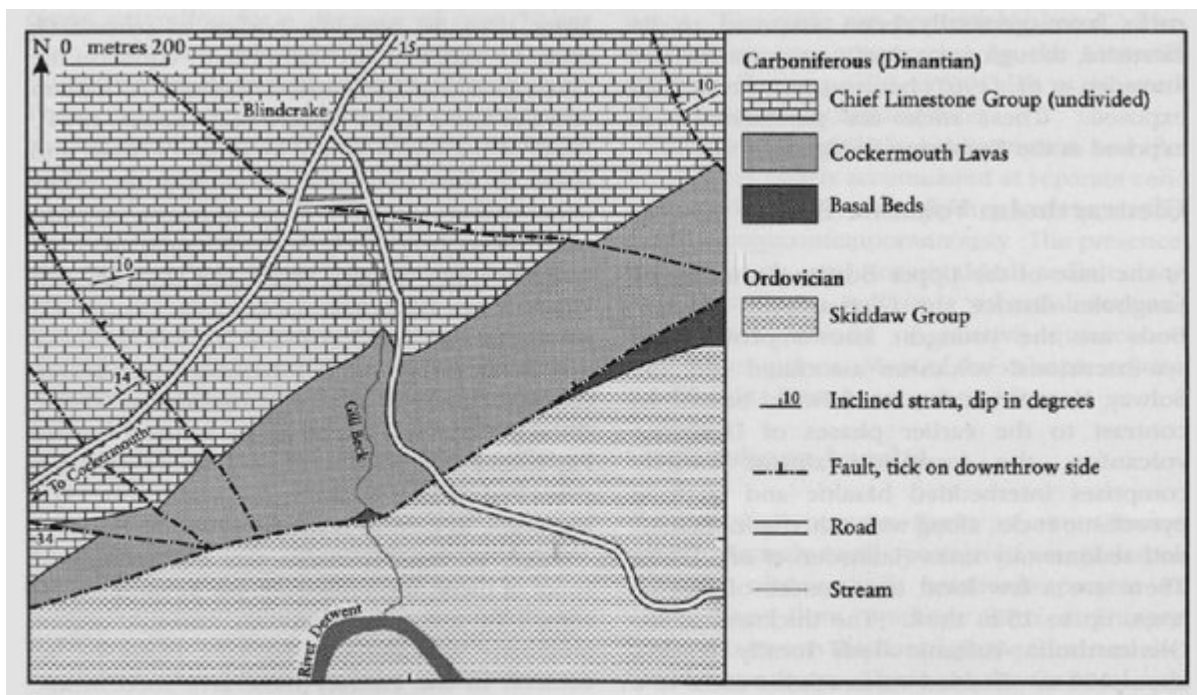 N 0 metres 200
15
10
Blindcrake
10
14
To Cockermouth
Gill Beck
34
River Derwent
Carboniferous (Dinantian)
Chief Limestone Group (undivided)
Cockermouth Lavas
Basal Beds
Ordovician
Skiddaw Group
10 Inclined strata, dip in degrees
Fault, tick on downthrow side
Road
Stream